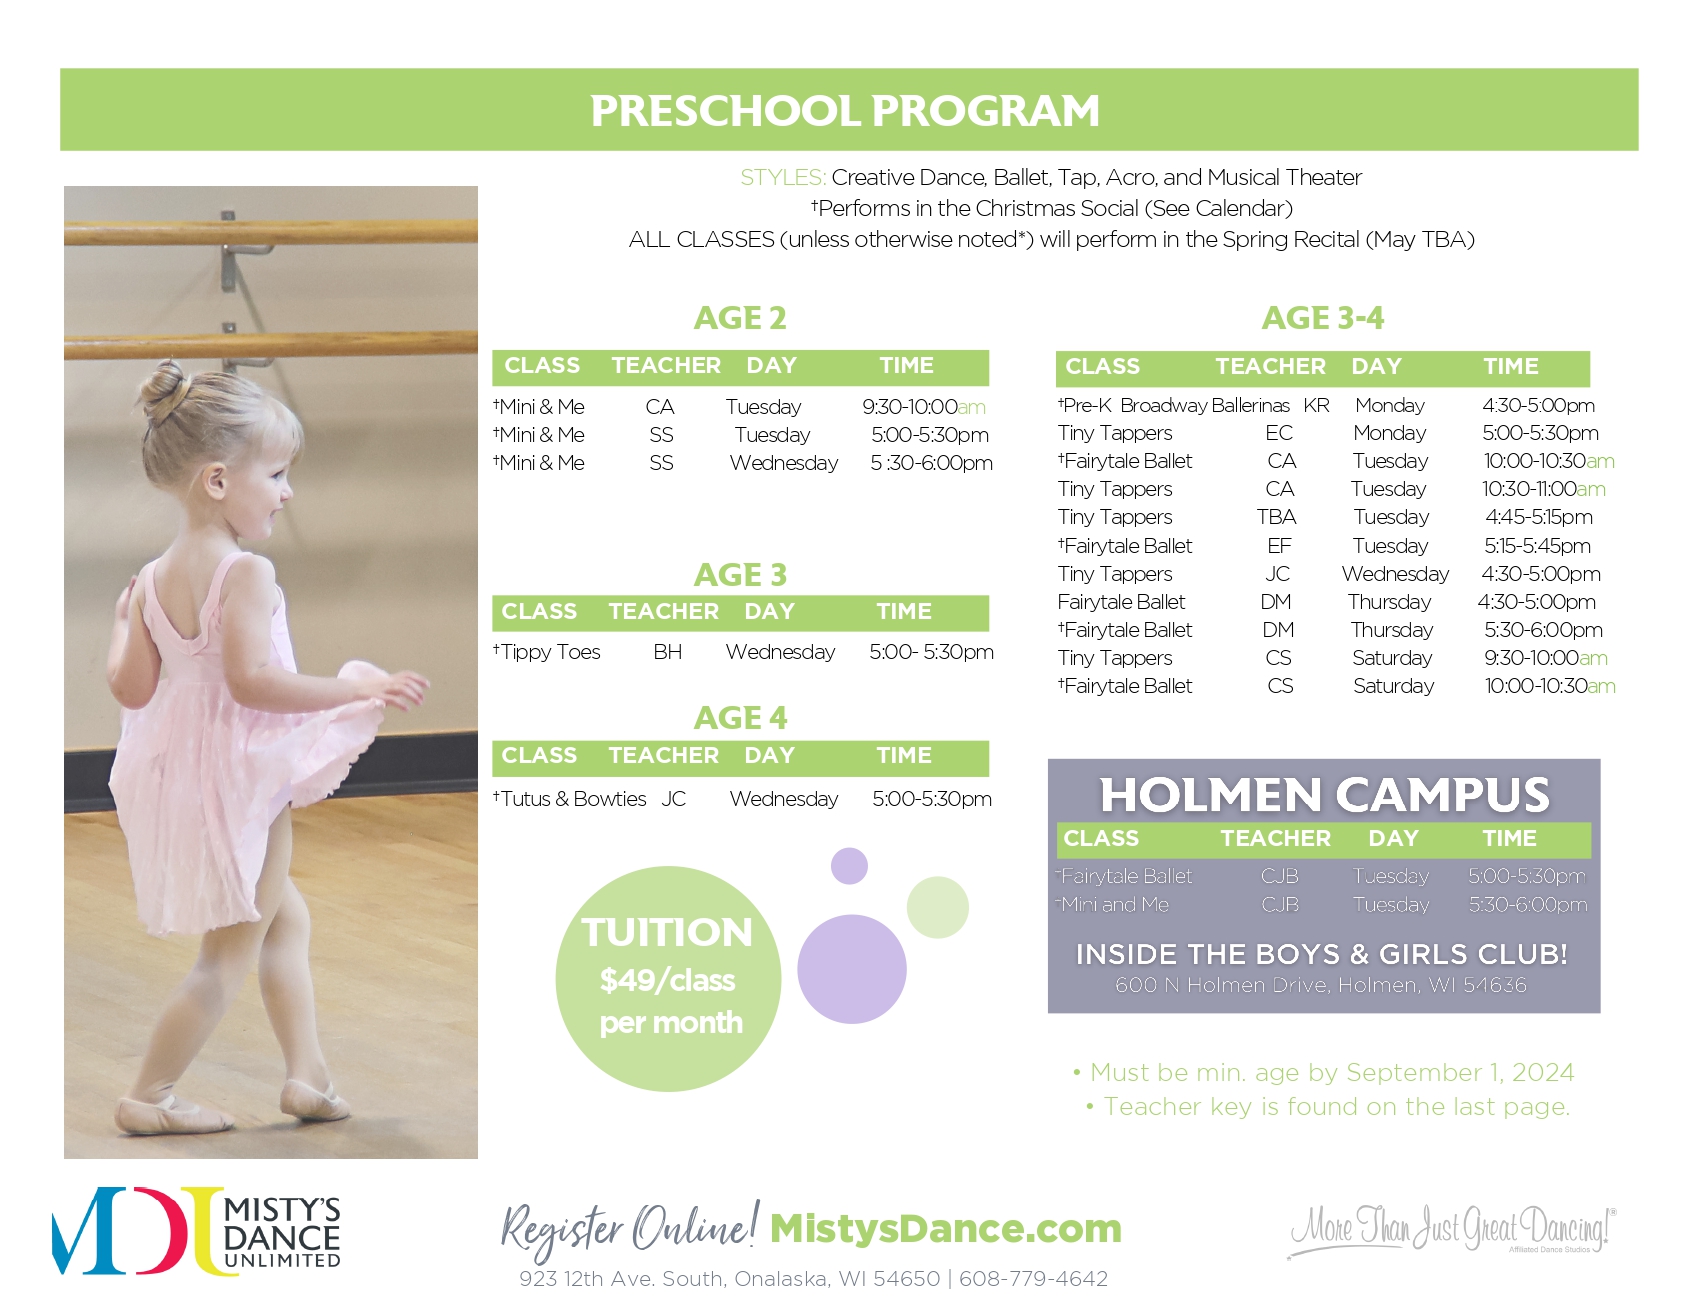 PRESCHOOL PROGRAM
STYLES: Creative Dance, Ballet, Tap, Acro, and Musical Theater
†Performs in the Christmas Social (See Calendar)
ALL CLASSES (unless otherwise noted*) will perform in the Spring Recital (May TBA)
AGE 2
CLASS TEACHER DAY TIME
†Mini & Me CA Tuesday 9:30-10:00am
†Mini & Me SS Tuesday 5:00-5:30pm
†Mini & Me SS Wednesday 5 :30-6:00pm
AGE 3
CLASS TEACHER DAY TIME
†Tippy Toes BH Wednesday 5:00- 5:30pm
AGE 4
CLASS TEACHER DAY TIME
†Tutus & Bowties JC Wednesday 5:00-5:30pm
TUITION
$49/class
per month
AGE 3-4
CLASS TEACHER DAY TIME
†Pre-K Broadway Ballerinas KR Monday 4:30-5:00pm
Tiny Tappers EC Monday 5:00-5:30pm
†Fairytale Ballet CA Tuesday 10:00-10:30am
Tiny Tappers CA Tuesday 10:30-11:00am
Tiny Tappers TBA Tuesday 4:45-5:15pm
†Fairytale Ballet EF Tuesday 5:15-5:45pm
Tiny Tappers JC Wednesday 4:30-5:00pm
Fairytale Ballet DM Thursday 4:30-5:00pm
†Fairytale Ballet DM Thursday 5:30-6:00pm
Tiny Tappers CS Saturday 9:30-10:00am
†Fairytale Ballet CS Saturday 10:00-10:30am
HOLMEN CAMPUS
CLASS TEACHER DAY TIME
†Fairytale Ballet CJB Tuesday 5:00-5:30pm
†Mini and Me CJB Tuesday 5:30-6:00pm
INSIDE THE BOYS & GIRLS CLUB!
600 N Holmen Drive, Holmen, WI 54636
• Must be min. age by September 1, 2024
• Teacher key is found on the last page.
MDU
MISTY'S
DANCE
UNLIMITED
Register Online! MistysDance.com
923 12th Ave. South, Onalaska, WI 54650 | 608-779-4642
More Than Just Great Dancing!®
Affiliated Dance Studios